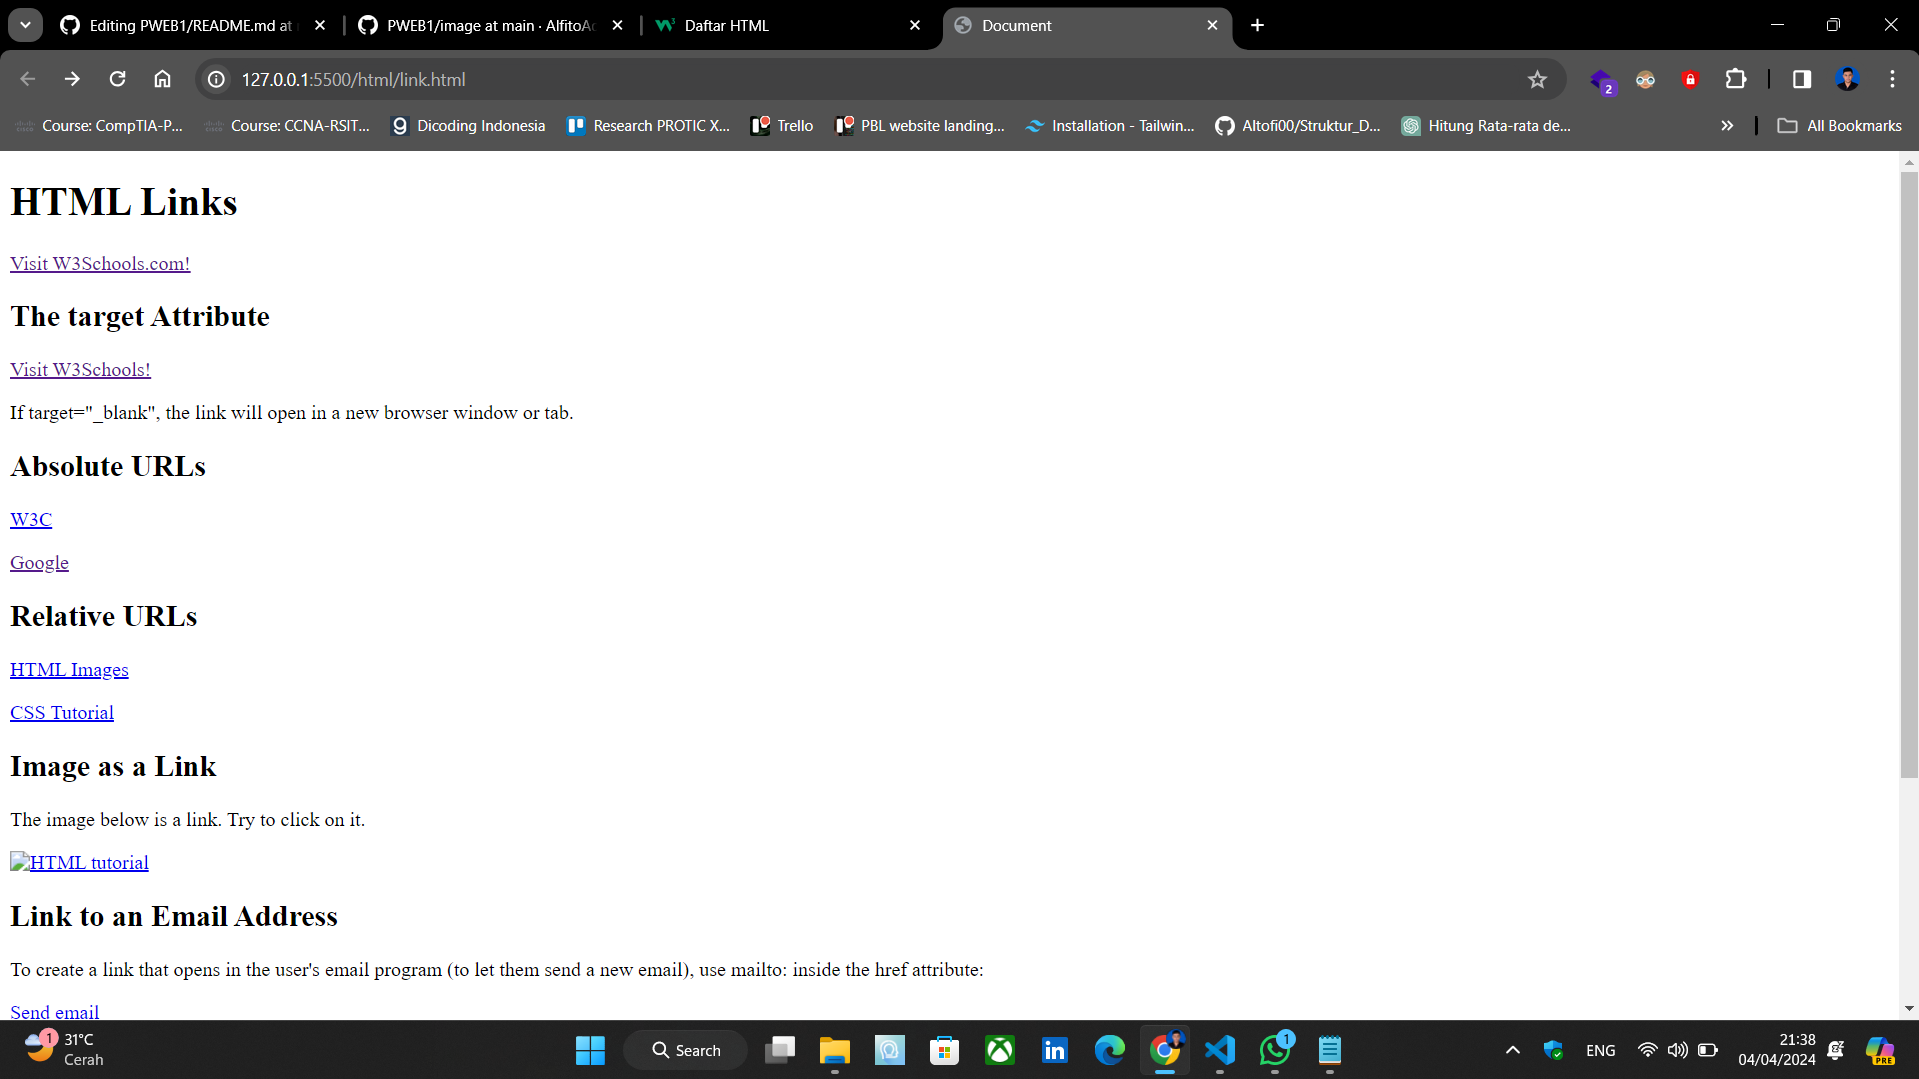 Editing PWEB1/README.md at
PWEB1/image at main · AlfitoAc
Daftar HTML
Document
127.0.0.1:5500/html/link.html
2
Course: CompTIA-P...
Course: CCNA-RSIT...
Dicoding Indonesia
Research PROTIC X...
Trello
PBL website landing...
Installation - Tailwin...
Altofi00/Struktur_D...
Hitung Rata-rata de...
All Bookmarks
HTML Links
Visit W3Schools.com!
The target Attribute
Visit W3Schools!
If target="_blank", the link will open in a new browser window or tab.
Absolute URLs
W3C
Google
Relative URLs
HTML Images
CSS Tutorial
Image as a Link
The image below is a link. Try to click on it.
HTML tutorial
Link to an Email Address
To create a link that opens in the user's email program (to let them send a new email), use mailto: inside the href attribute:
Send email
1
31°C
Cerah
Search
1
ENG
21:38
04/04/2024
PRE